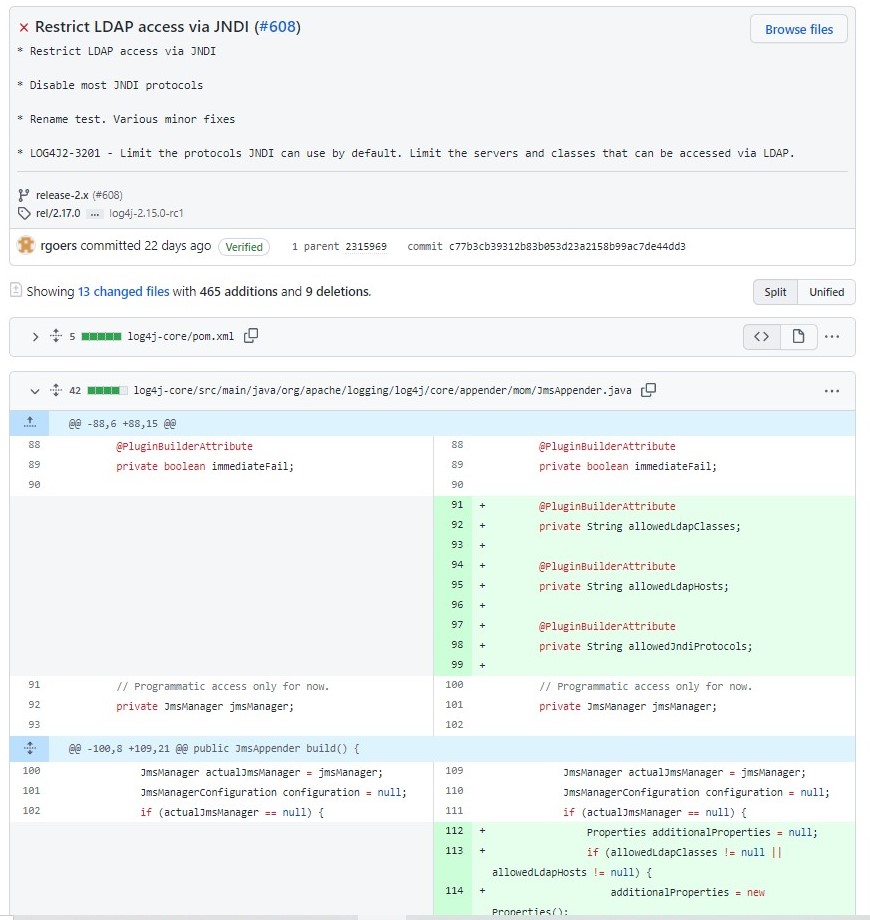 × Restrict LDAP access via JNDI (#608)
Browse files
* Restrict LDAP access via JNDI
* Disable most JNDI protocols
* Rename test. Various minor fixes
* LOG4J2-3201 - Limit the protocols JNDI can use by default. Limit the servers and classes that can be accessed via LDAP.
release-2.x (#608)
rel/2.17.0 ... log4j-2.15.0-rc1
rgoers committed 22 days ago Verified 1 parent 2315969 commit c77b3cb39312b83b053d23a2158b99ac7de44dd3
Showing 13 changed files with 465 additions and 9 deletions.
Split Unified
5 log4j-core/pom.xml
42 log4j-core/src/main/java/org/apache/logging/log4j/core/appender/mom/JmsAppender.java
@@ -88,6 +88,15 @@
88 @PluginBuilderAttribute 88 @PluginBuilderAttribute
89 private boolean immediateFail; 89 private boolean immediateFail;
90 90
91 + @PluginBuilderAttribute
92 + private String allowedLdapClasses;
93 +
94 + @PluginBuilderAttribute
95 + private String allowedLdapHosts;
96 +
97 + @PluginBuilderAttribute
98 + private String allowedJndiProtocols;
99 +
91 // Programmatic access only for now. 100 // Programmatic access only for now.
92 private JmsManager jmsManager; 101 private JmsManager jmsManager;
93 102
@@ -100,8 +109,21 @@ public JmsAppender build() {
100 JmsManager actualJmsManager = jmsManager; 109 JmsManager actualJmsManager = jmsManager;
101 JmsManagerConfiguration configuration = null; 110 JmsManagerConfiguration configuration = null;
102 if (actualJmsManager == null) { 111 if (actualJmsManager == null) {
112 + Properties additionalProperties = null;
113 + if (allowedLdapClasses != null ||
allowedLdapHosts != null) {
114 + additionalProperties = new
Properties();